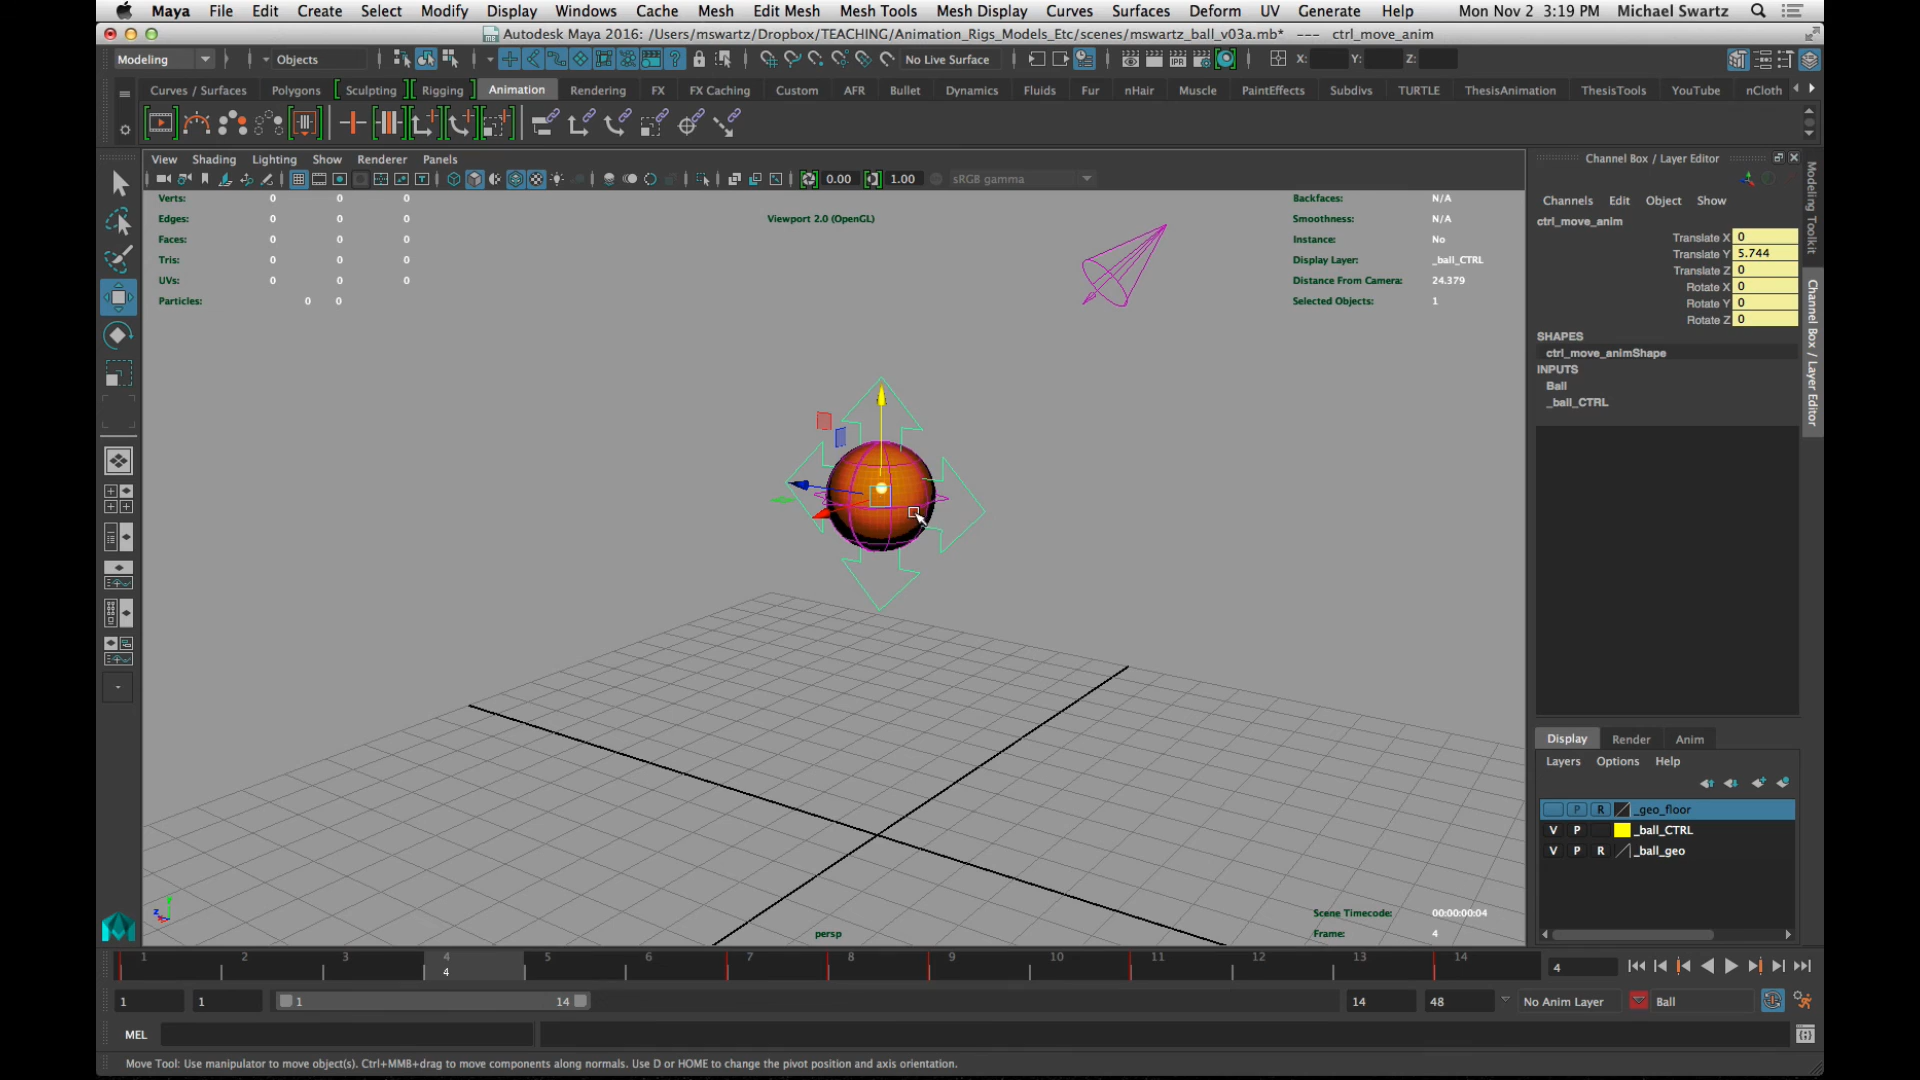 Maya File Edit Create Select Modify Display Windows Cache Mesh Edit Mesh Mesh Tools Mesh Display Curves Surfaces Deform UV Generate Help Mon Nov 2 3:19 PM Michael Swartz
Autodesk Maya 2016: /Users/mswartz/Dropbox/TEACHING/Animation_Rigs_Models_Etc/scenes/mswartz_ball_v03a.mb* --- ctrl_move_anim
Modeling Objects No Live Surface X: Y: Z:
Curves / Surfaces Polygons Sculpting Rigging Animation Rendering FX FX Caching Custom AFR Bullet Dynamics Fluids Fur nHair Muscle PaintEffects Subdivs TURTLE ThesisAnimation ThesisTools YouTube nCloth
View Shading Lighting Show Renderer Panels
0.00 1.00 sRGB gamma
Verts: 0 0 0
Edges: 0 0 0
Faces: 0 0 0
Tris: 0 0 0
UVs: 0 0 0
Particles: 0 0
Viewport 2.0 (OpenGL)
Backfaces: N/A
Smoothness: N/A
Instance: No
Display Layer: _ball_CTRL
Distance From Camera: 24.379
Selected Objects: 1
Channel Box / Layer Editor
Channels Edit Object Show
ctrl_move_anim
Translate X 0
Translate Y 5.744
Translate Z 0
Rotate X 0
Rotate Y 0
Rotate Z 0
SHAPES
ctrl_move_animShape
INPUTS
Ball
_ball_CTRL
Modeling Toolkit
Channel Box / Layer Editor
Display Render Anim
Layers Options Help
P R _geo_floor
V P _ball_CTRL
V P R _ball_geo
y
z
Scene Timecode: 00:00:00:04
persp
Frame: 4
1 2 3 4 5 6 7 8 9 10 11 12 13 14
4
4
1 1 1 14 14 48 No Anim Layer Ball
MEL
Move Tool: Use manipulator to move object(s). Ctrl+MMB+drag to move components along normals. Use D or HOME to change the pivot position and axis orientation.